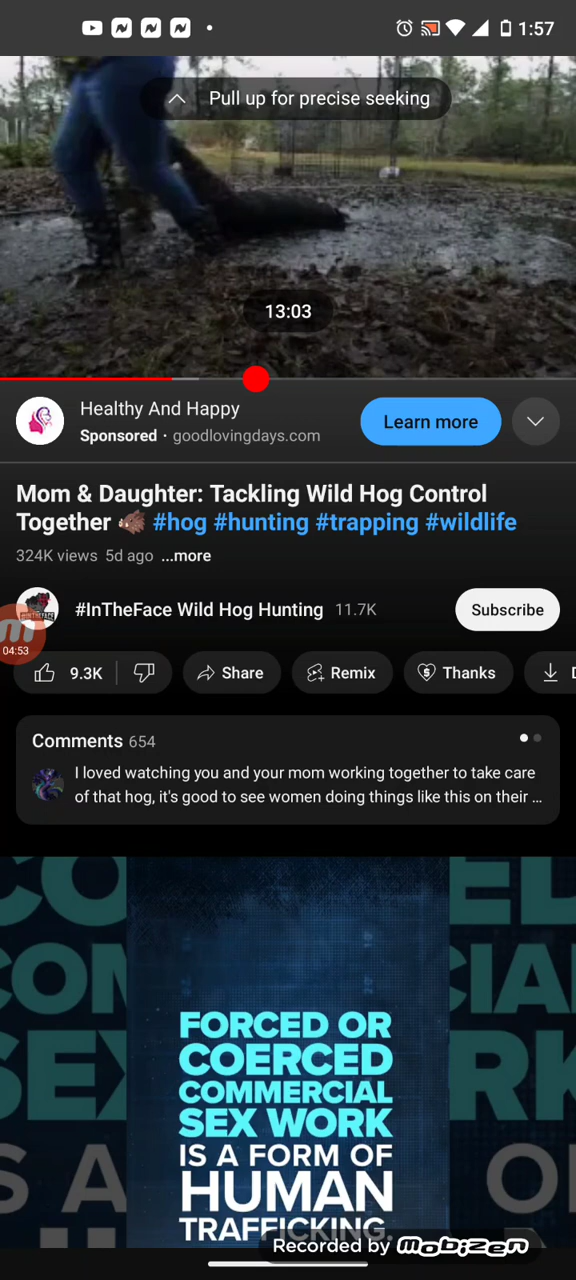 1:57
Pull up for precise seeking
13:03
Healthy And Happy
Sponsored · goodlovingdays.com
Learn more
Mom & Daughter: Tackling Wild Hog Control
Together 🐗 #hog #hunting #trapping #wildlife
324K views 5d ago ...more
#InTheFace Wild Hog Hunting 11.7K
Subscribe
04:53
9.3K
Share
Remix
Thanks
D
Comments 654
I loved watching you and your mom working together to take care
of that hog, it's good to see women doing things like this on their ...
FORCED OR
COERCED
COMMERCIAL
SEX WORK
IS A FORM OF
HUMAN
TRAFFICKING.
Recorded by mobizen